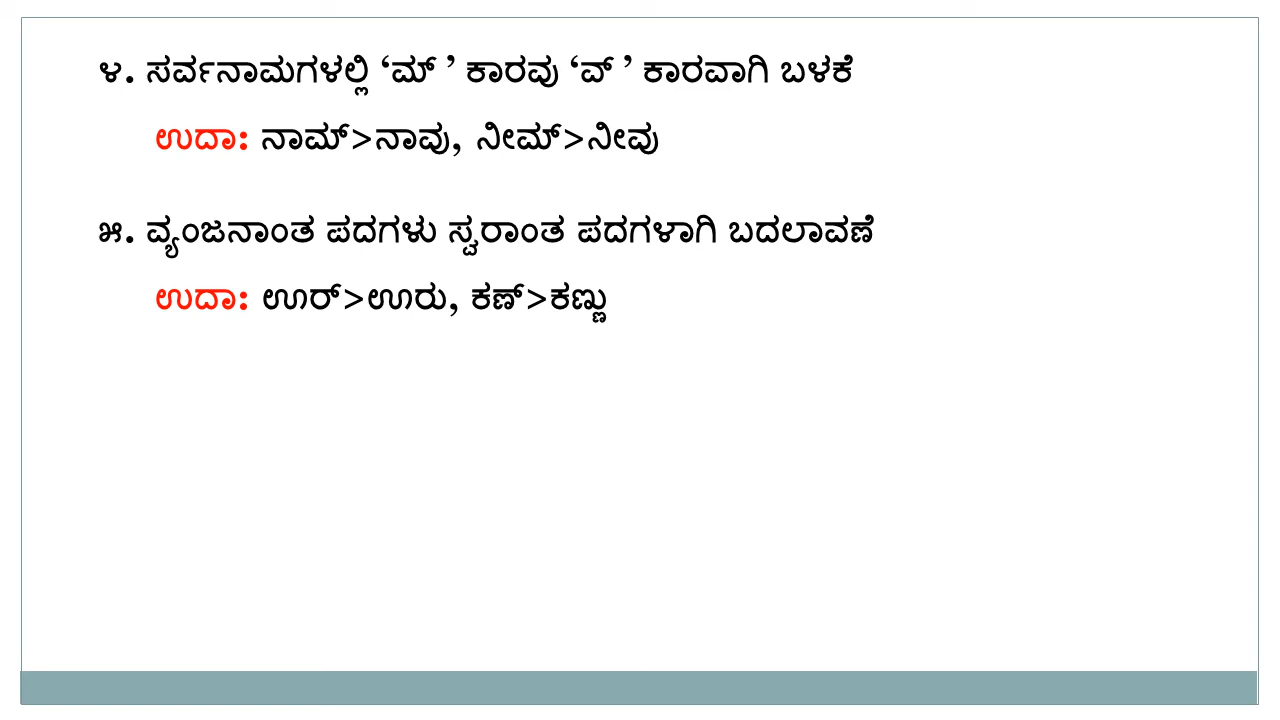 ೪. ಸರ್ವನಾಮಗಳಲ್ಲಿ ‘ಮ್ ’ ಕಾರವು ‘ವ್ ’ ಕಾರವಾಗಿ ಬಳಕೆ
ಉದಾ: ನಾಮ್>ನಾವು, ನೀಮ್>ನೀವು
೫. ವ್ಯಂಜನಾಂತ ಪದಗಳು ಸ್ವರಾಂತ ಪದಗಳಾಗಿ ಬದಲಾವಣೆ
ಉದಾ: ಊರ್>ಊರು, ಕಣ್>ಕಣ್ಣು